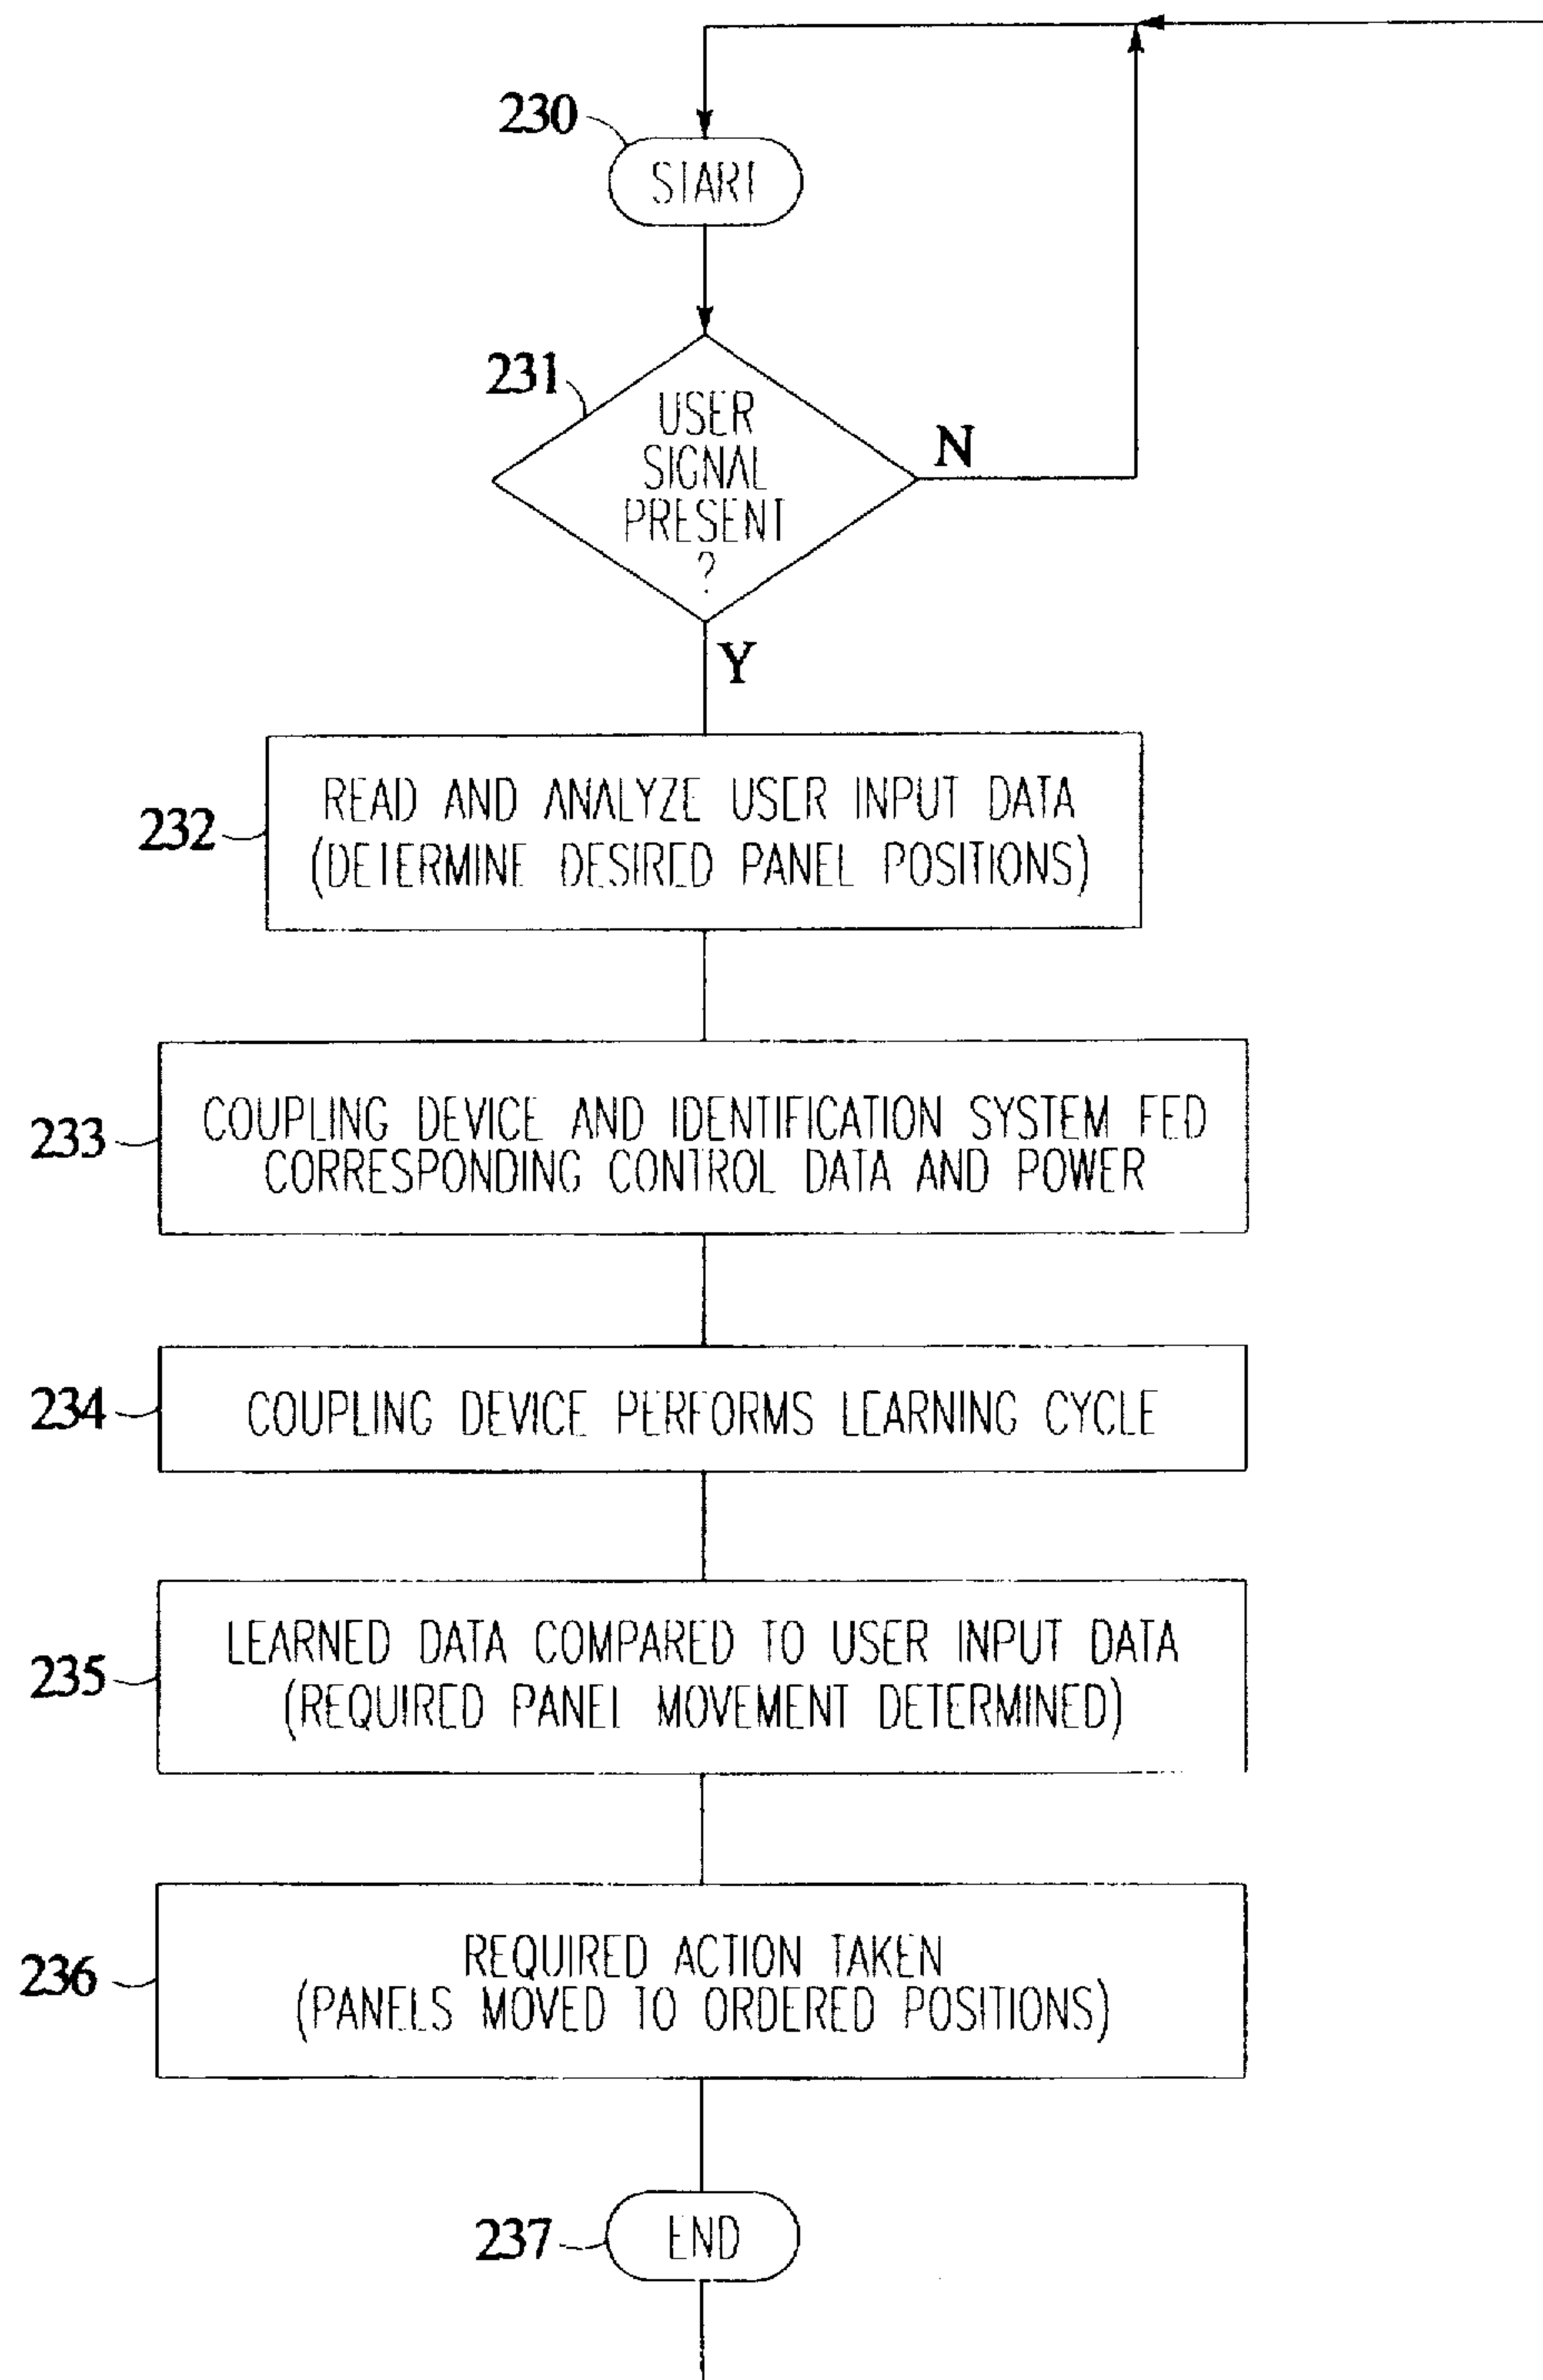 230
START
231
USER
SIGNAL
PRESENT
?
N
Y
232
READ AND ANALYZE USER INPUT DATA
(DETERMINE DESIRED PANEL POSITIONS)
233
COUPLING DEVICE AND IDENTIFICATION SYSTEM FED
CORRESPONDING CONTROL DATA AND POWER
234
COUPLING DEVICE PERFORMS LEARNING CYCLE
235
LEARNED DATA COMPARED TO USER INPUT DATA
(REQUIRED PANEL MOVEMENT DETERMINED)
236
REQUIRED ACTION TAKEN
(PANELS MOVED TO ORDERED POSITIONS)
237
END